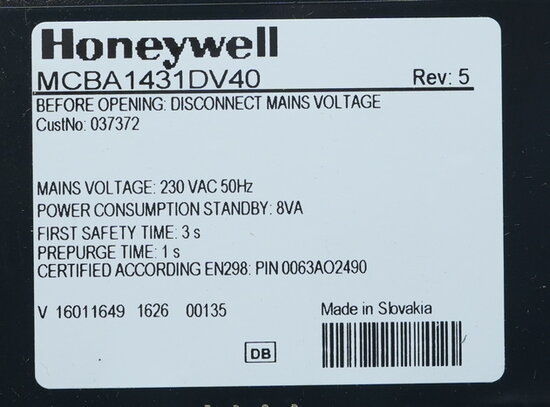 Honeywell
MCBA1431DV40 Rev: 5
BEFORE OPENING: DISCONNECT MAINS VOLTAGE
CustNo: 037372
MAINS VOLTAGE: 230 VAC 50Hz
POWER CONSUMPTION STANDBY: 8VA
FIRST SAFETY TIME: 3 s
PREPURGE TIME: 1 s
CERTIFIED ACCORDING EN298: PIN 0063AO2490
V 16011649 1626 00135 Made in Slovakia
DB